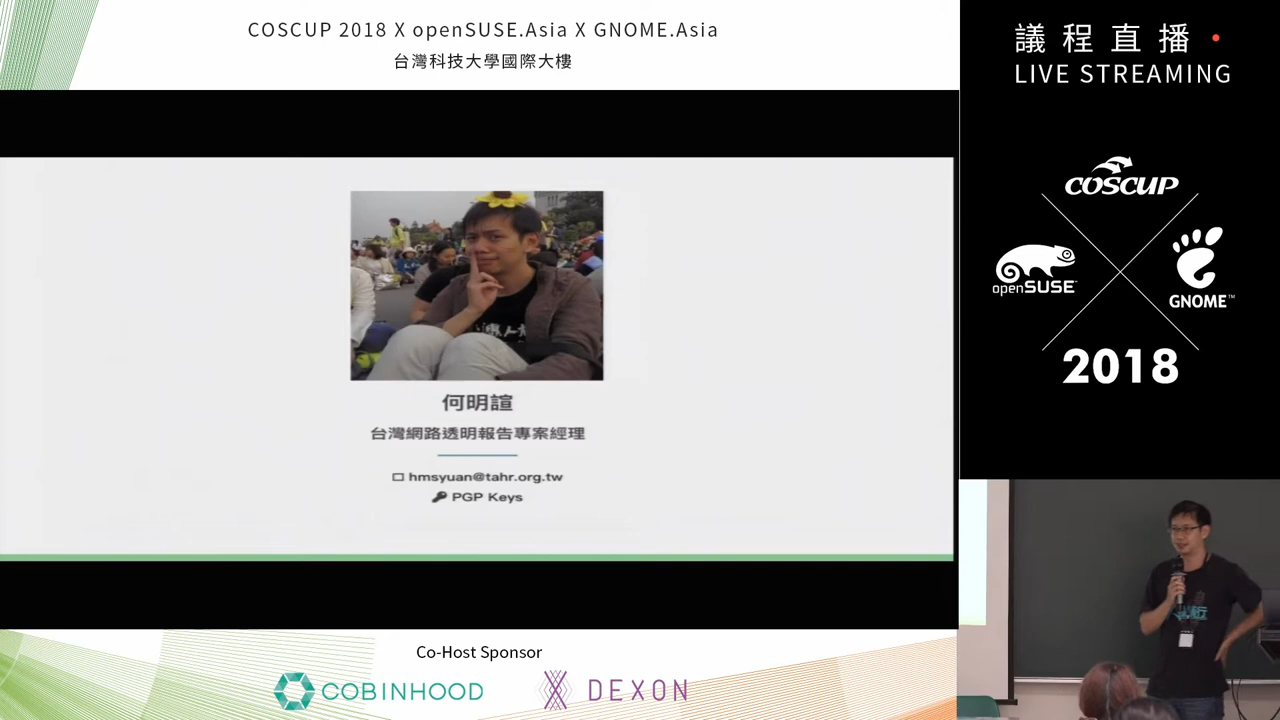 COSCUP 2018 X openSUSE.Asia X GNOME.Asia
台灣科技大學國際大樓
議程直播
LIVE STREAMING
COSCUP
openSUSE
GNOME™
2018
何明諠
台灣網路透明報告專案經理
hmsyuan@tahr.org.tw
PGP Keys
Co-Host Sponsor
COBINHOOD
DEXON